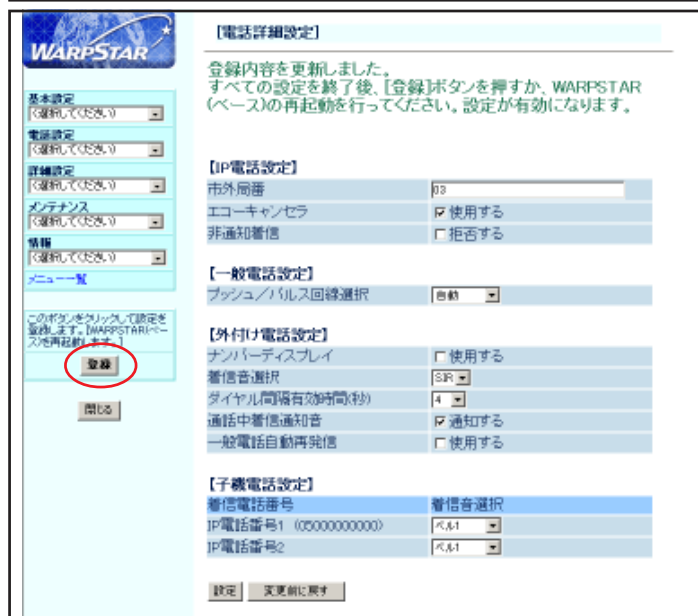 WARPSTAR
基本設定
(選択してください)
電話設定
(選択してください)
詳細設定
(選択してください)
メンテナンス
(選択してください)
情報
(選択してください)
メニュー一覧
このボタンをクリックして設定を
登録します。[WARPSTAR(ベー
ス)を再起動します。]
登録
閉じる
【電話詳細設定】
登録内容を更新しました。
すべての設定を終了後、[登録]ボタンを押すか、WARPSTAR
(ベース)の再起動を行ってください。設定が有効になります。
【IP電話設定】
市外局番 03
エコーキャンセラ 使用する
非通知着信 拒否する
【一般電話設定】
プッシュ/パルス回線選択 自動
【外付け電話設定】
ナンバーディスプレイ 使用する
着信音選択 SIR
ダイヤル間隔有効時間(秒) 4
通話中着信通知音 通知する
一般電話自動再発信 使用する
【子機電話設定】
着信電話番号 着信音選択
IP電話番号1 (05000000000) ベル1
IP電話番号2 ベル1
設定 変更前に戻す